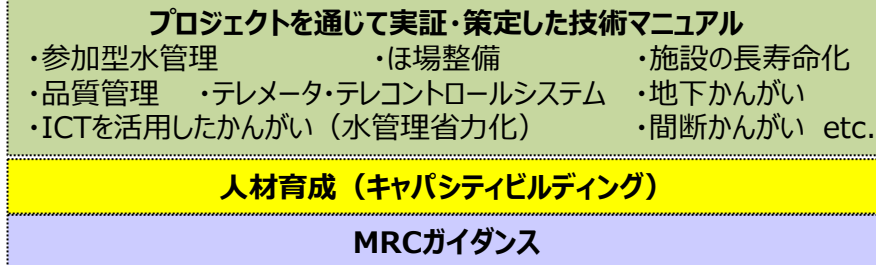 プロジェクトを通じて実証・策定した技術マニュアル
・参加型水管理 ・ほ場整備 ・施設の長寿命化
・品質管理 ・テレメータ・テレコントロールシステム ・地下かんがい
・ICTを活用したかんがい（水管理省力化） ・間断かんがい etc.
人材育成（キャパシティビルディング）
MRCガイダンス